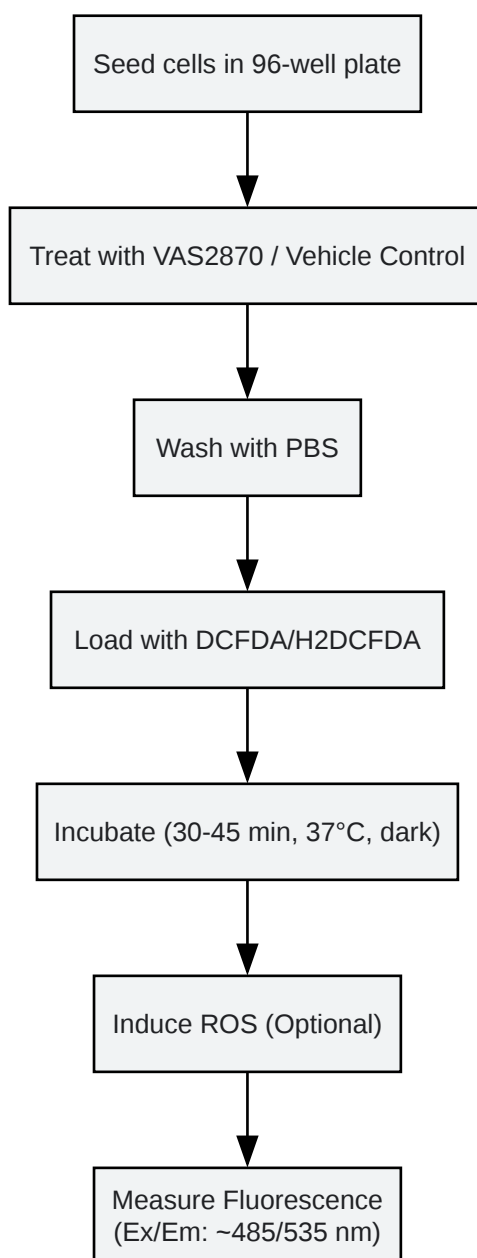 Seed cells in 96-well plate
Treat with VAS2870 / Vehicle Control
Wash with PBS
Load with DCFDA/H2DCFDA
Incubate (30-45 min, 37°C, dark)
Induce ROS (Optional)
Measure Fluorescence
(Ex/Em: ~485/535 nm)